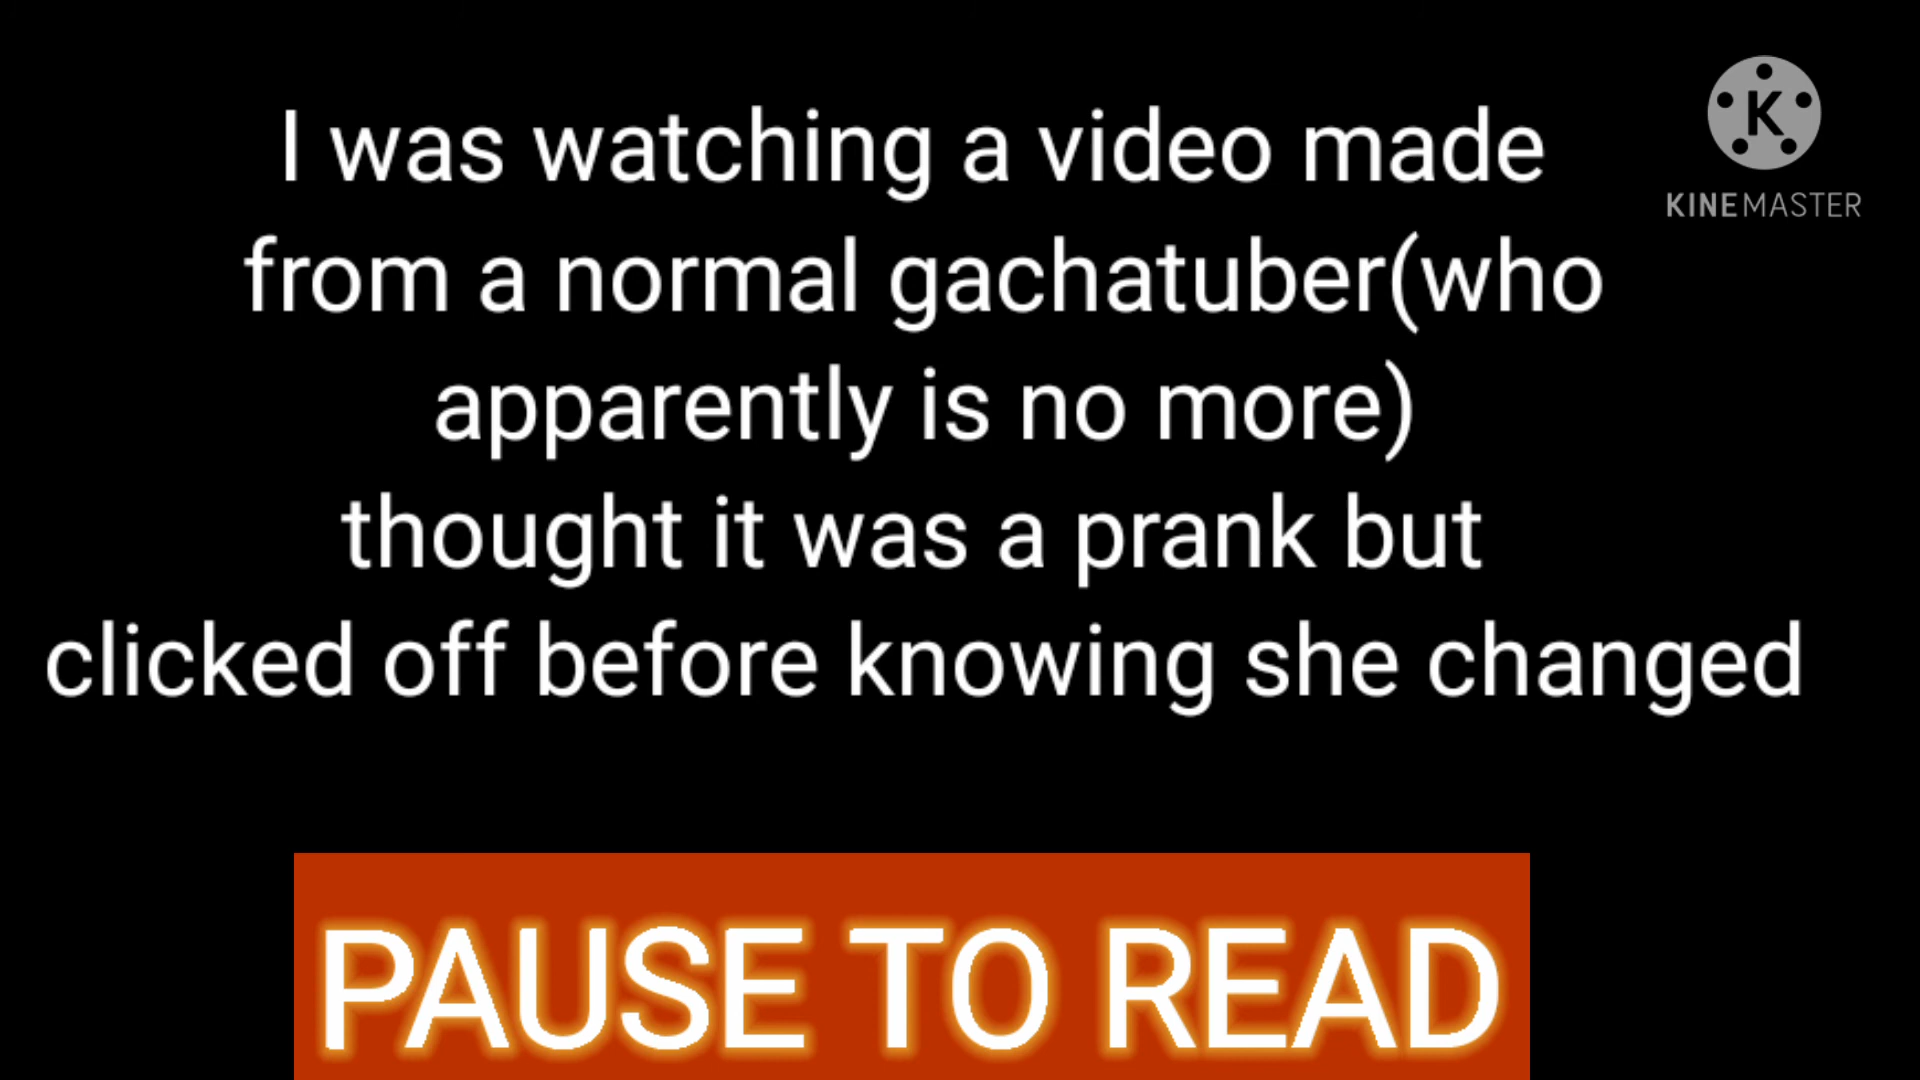 I was watching a video made
from a normal gachatuber(who
apparently is no more)
thought it was a prank but
clicked off before knowing she changed
K
KINEMASTER
PAUSE TO READ